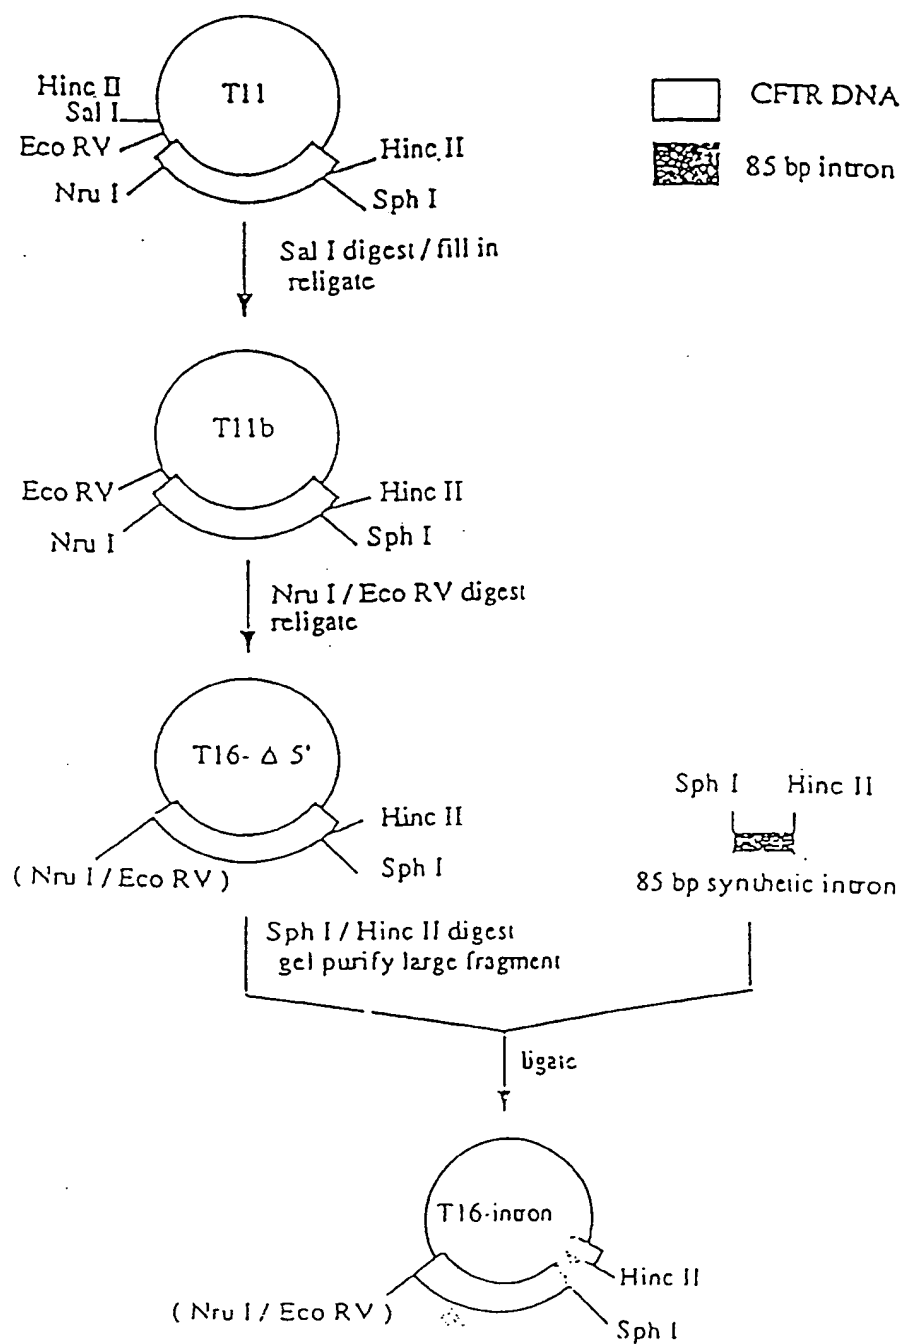 T11
Hinc II
Sal I
Eco RV
Nru I
Hinc II
Sph I
CFTR DNA
85 bp intron
Sal I digest / fill in
religate
T11b
Eco RV
Nru I
Hinc II
Sph I
Nru I / Eco RV digest
religate
T16- Δ 5'
Hinc II
Sph I
( Nru I / Eco RV )
Sph I Hinc II
85 bp synthetic intron
Sph I / Hinc II digest
gel purify large fragment
ligate
T16-intron
Hinc II
( Nru I / Eco RV )
Sph I